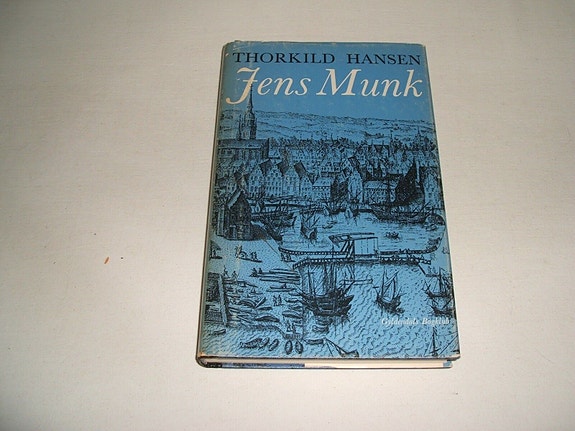 THORKILD HANSEN
Jens Munk
Gyldendals Bogklub